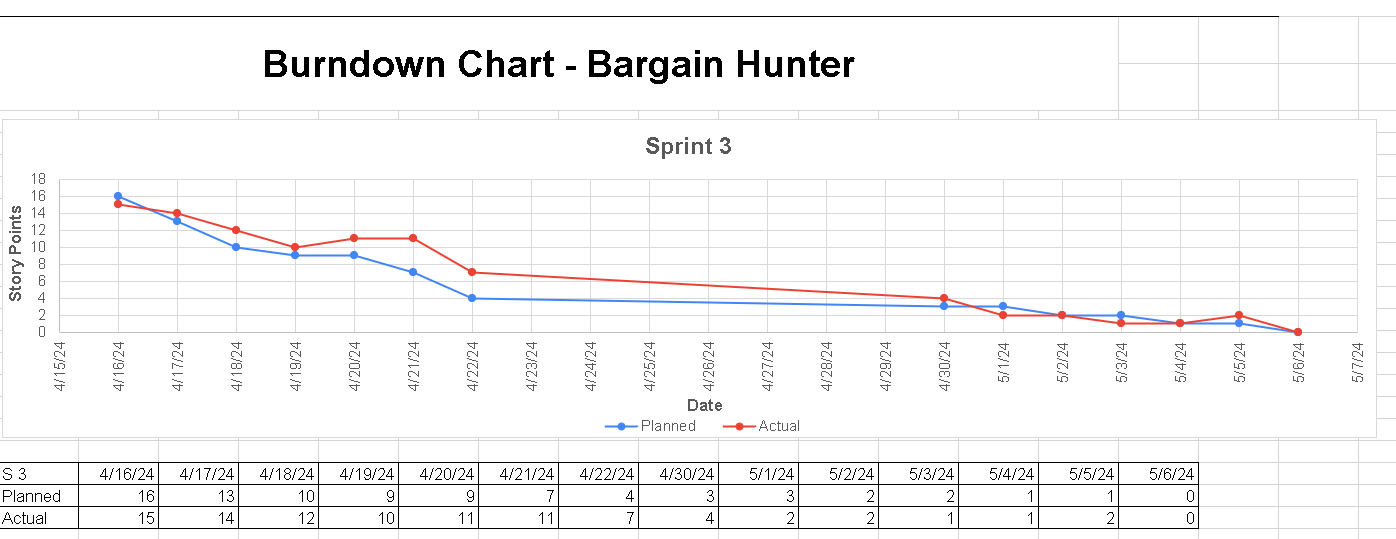 Burndown Chart - Bargain Hunter
Sprint 3
Story Points
18
16
14
12
10
8
6
4
2
0
4/15/24 4/16/24 4/17/24 4/18/24 4/19/24 4/20/24 4/21/24 4/22/24 4/23/24 4/24/24 4/25/24 4/26/24 4/27/24 4/28/24 4/29/24 4/30/24 5/1/24 5/2/24 5/3/24 5/4/24 5/5/24 5/6/24 5/7/24
Date
Planned Actual
S 3 4/16/24 4/17/24 4/18/24 4/19/24 4/20/24 4/21/24 4/22/24 4/30/24 5/1/24 5/2/24 5/3/24 5/4/24 5/5/24 5/6/24
Planned 16 13 10 9 9 7 4 3 3 2 2 1 1 0
Actual 15 14 12 10 11 11 7 4 2 2 1 1 2 0